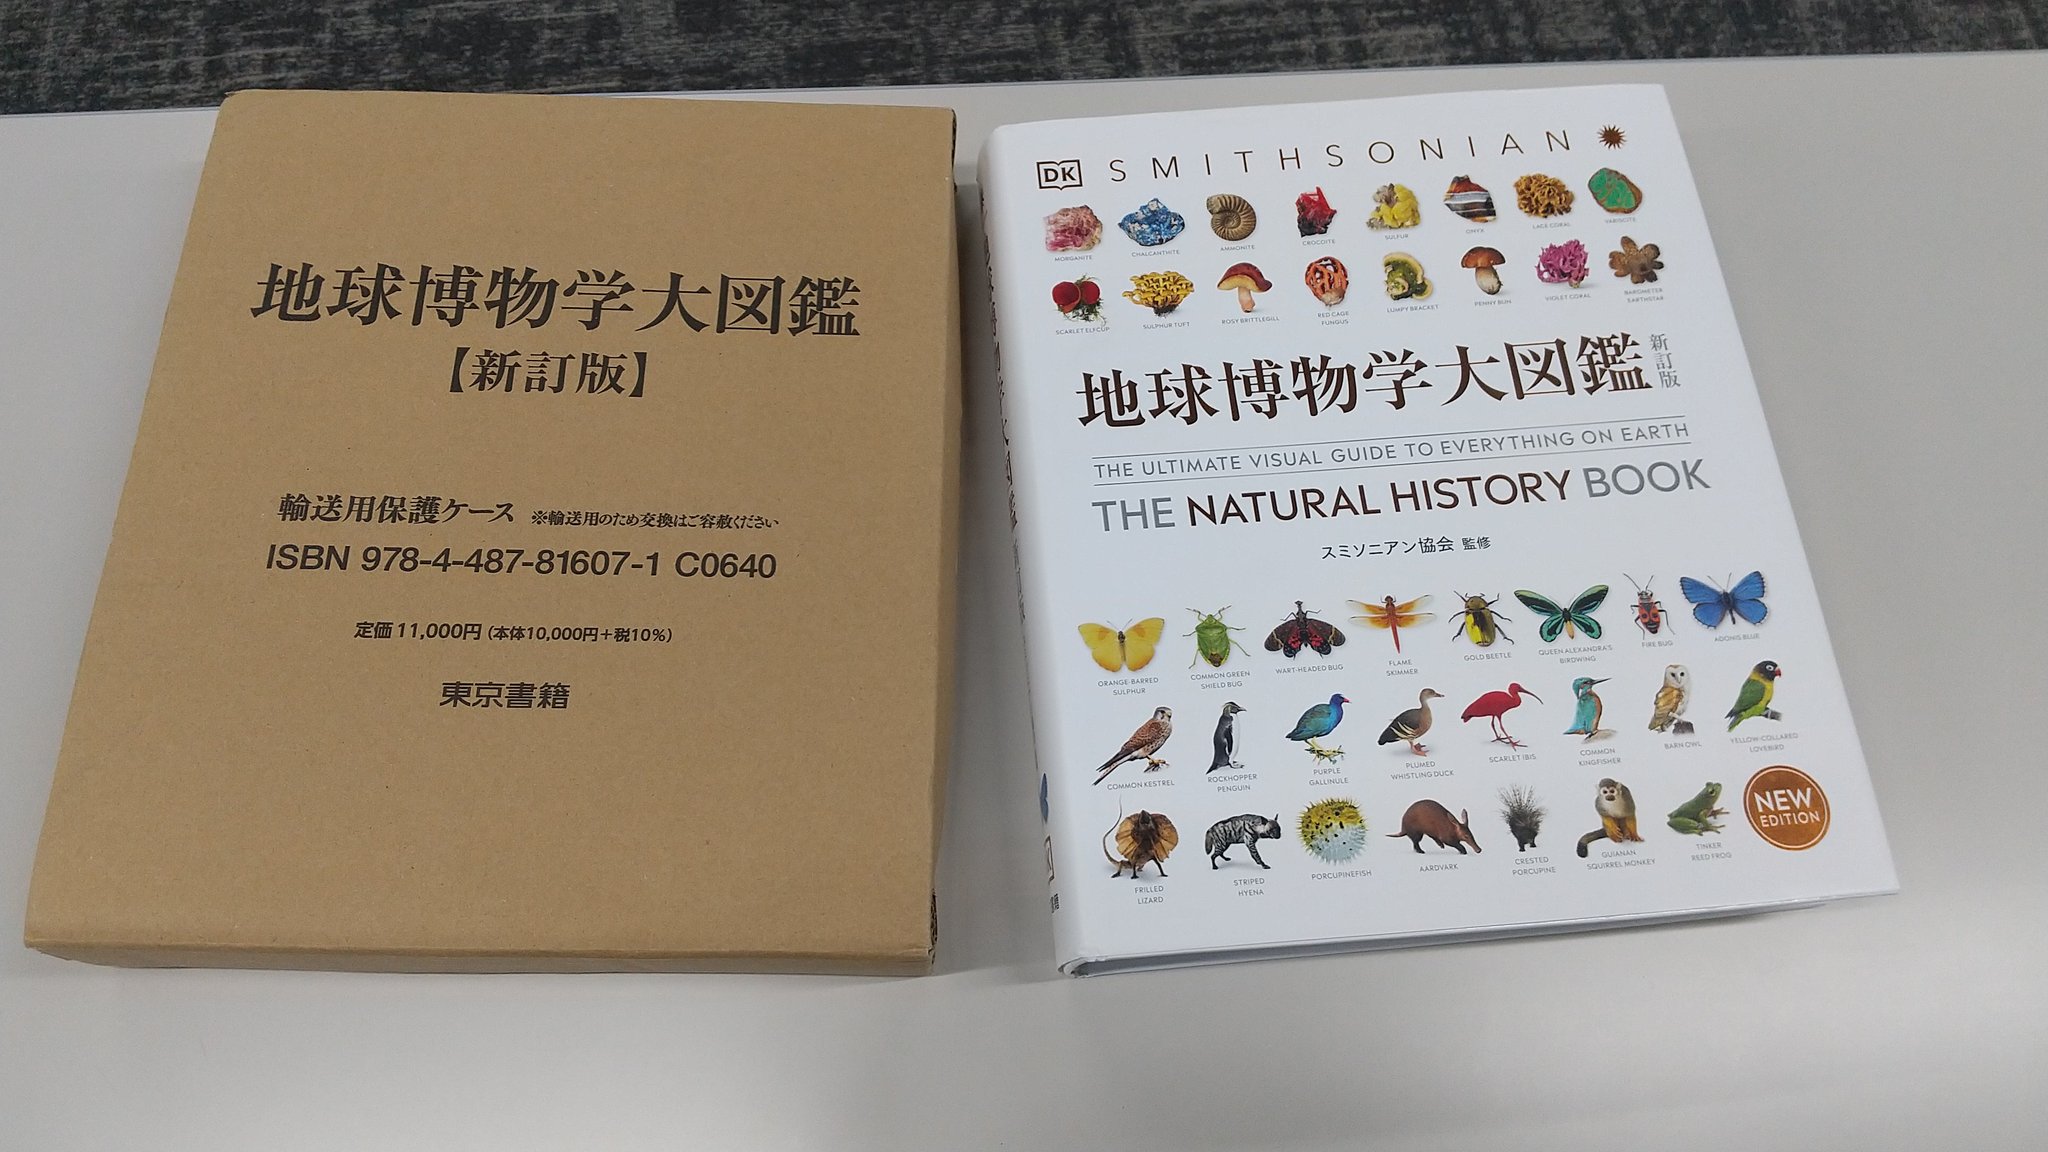 地球博物学大図鑑
【新訂版】
輸送用保護ケース ※輸送用のため交換はご容赦ください
ISBN 978-4-487-81607-1 C0640
定価 11,000円 (本体10,000円+税10%)
東京書籍
DK SMITHSONIAN
MORGANITE CHALCANTHITE AMMONITE CROCOITE SULFUR ONYX LACE CORAL VARISCITE
SCARLET ELFCUP SULPHUR TUFT ROSY BRITTLEGILL RED CAGE FUNGUS LUMPY BRACKET PENNY BUN VIOLET CORAL BAROMETER EARTHSTAR
地球博物学大図鑑 新訂版
THE ULTIMATE VISUAL GUIDE TO EVERYTHING ON EARTH
THE NATURAL HISTORY BOOK
スミソニアン協会 監修
ORANGE-BARRED SULPHUR COMMON GREEN SHIELD BUG WART-HEADED BUG FLAME SKIMMER GOLD BEETLE QUEEN ALEXANDRA'S BIRDWING FIRE BUG ADONIS BLUE
COMMON KESTREL ROCKHOPPER PENGUIN PURPLE GALLINULE PLUMED WHISTLING DUCK SCARLET IBIS COMMON KINGFISHER BARN OWL YELLOW-COLLARED LOVEBIRD
FRILLED LIZARD STRIPED HYENA PORCUPINEFISH AARDVARK CRESTED PORCUPINE GUIANAN SQUIRREL MONKEY TINKER REED FROG
NEW EDITION